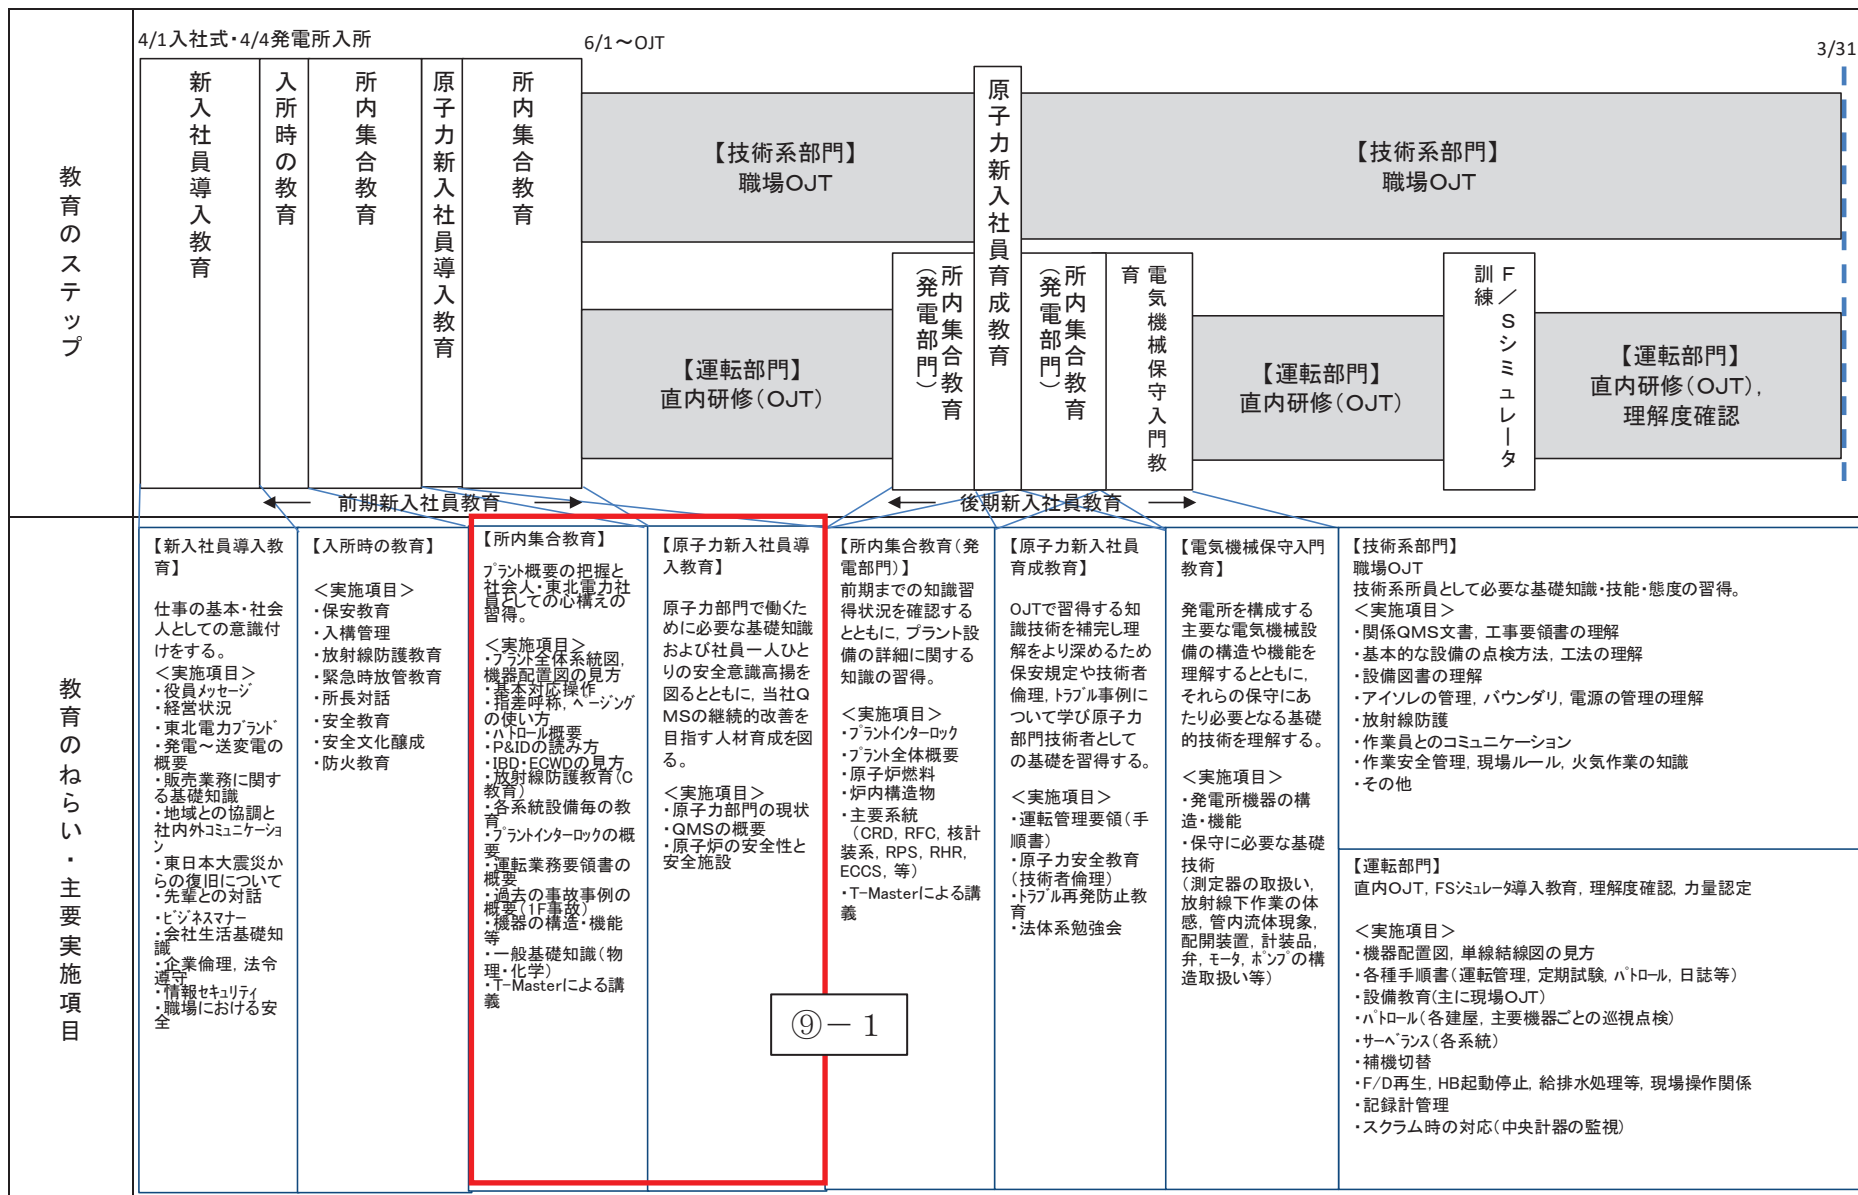 4/1入社式・4/4発電所入所
6/1～OJT
3/31
教育のステップ
新入社員導入教育
入所時の教育
所内集合教育
原子力新入社員導入教育
所内集合教育
【技術系部門】
職場OJT
原子力新入社員育成教育
【技術系部門】
職場OJT
【運転部門】
直内研修(OJT)
所内集合教育
(発電部門)
所内集合教育
(発電部門)
電気機械保守入門教
育
【運転部門】
直内研修(OJT)
F／Sシミュレータ
訓練
【運転部門】
直内研修(OJT),
理解度確認
前期新入社員教育
後期新入社員教育
教育のねらい・主要実施項目
【新入社員導入教
育】
仕事の基本・社会
人としての意識付
けをする。
＜実施項目＞
・役員メッセージ
・経営状況
・東北電力ブランド
・発電～送変電の
概要
・販売業務に関す
る基礎知識
・地域との協調と
社内外コミュニケーショ
ン
・東日本大震災か
らの復旧について
・先輩との対話
・ビジネスマナー
・会社生活基礎知
識
・企業倫理, 法令
遵守
・情報セキュリティ
・職場における安
全
【入所時の教育】
＜実施項目＞
・保安教育
・入構管理
・放射線防護教育
・緊急時放管教育
・所長対話
・安全教育
・安全文化醸成
・防火教育
【所内集合教育】
プラント概要の把握と
社会人・東北電力社
員としての心構えの
習得。
＜実施項目＞
・プラント全体系統図,
機器配置図の見方
・基本対応操作
・指差呼称, ページング
の使い方
・パトロール概要
・P&IDの読み方
・IBD・ECWDの見方
・放射線防護教育(C
教育)
・各系統設備毎の教
育
・プラントインターロックの概
要
・運転業務要領書の
概要
・過去の事故事例の
概要(1F事故)
・機器の構造・機能
等
・一般基礎知識(物
理・化学)
・T-Masterによる講
義
【原子力新入社員導
入教育】
原子力部門で働くた
めに必要な基礎知識
および社員一人ひと
りの安全意識高揚を
図るとともに, 当社Q
MSの継続的改善を
目指す人材育成を図
る。
＜実施項目＞
・原子力部門の現状
・QMSの概要
・原子炉の安全性と
安全施設
⑨－1
【所内集合教育(発
電部門)】
前期までの知識習
得状況を確認する
とともに, プラント設
備の詳細に関する
知識の習得。
＜実施項目＞
・プラントインターロック
・プラント全体概要
・原子炉燃料
・炉内構造物
・主要系統
(CRD, RFC, 核計
装系, RPS, RHR,
ECCS, 等)
・T-Masterによる講
義
【原子力新入社員
育成教育】
OJTで習得する知
識技術を補完し理
解をより深めるため
保安規定や技術者
倫理, トラブル事例に
ついて学び原子力
部門技術者として
の基礎を習得する。
＜実施項目＞
・運転管理要領(手
順書)
・原子力安全教育
(技術者倫理)
・トラブル再発防止教
育
・法体系勉強会
【電気機械保守入門
教育】
発電所を構成する
主要な電気機械設
備の構造や機能を
理解するとともに,
それらの保守にあ
たり必要となる基礎
的技術を理解する。
＜実施項目＞
・発電所機器の構
造・機能
・保守に必要な基礎
技術
(測定器の取扱い,
放射線下作業の体
感, 管内流体現象,
配開装置, 計装品,
弁, モータ, ポンプの構
造取扱い等)
【技術系部門】
職場OJT
技術系所員として必要な基礎知識・技能・態度の習得。
＜実施項目＞
・関係QMS文書, 工事要領書の理解
・基本的な設備の点検方法, 工法の理解
・設備図書の理解
・アイソレの管理, バウンダリ, 電源の管理の理解
・放射線防護
・作業員とのコミュニケーション
・作業安全管理, 現場ルール, 火気作業の知識
・その他
【運転部門】
直内OJT, FSシミュレータ導入教育, 理解度確認, 力量認定
＜実施項目＞
・機器配置図, 単線結線図の見方
・各種手順書(運転管理, 定期試験, パトロール, 日誌等)
・設備教育(主に現場OJT)
・パトロール(各建屋, 主要機器ごとの巡視点検)
・サーベランス(各系統)
・補機切替
・F/D再生, HB起動停止, 給排水処理等, 現場操作関係
・記録計管理
・スクラム時の対応(中央計器の監視)